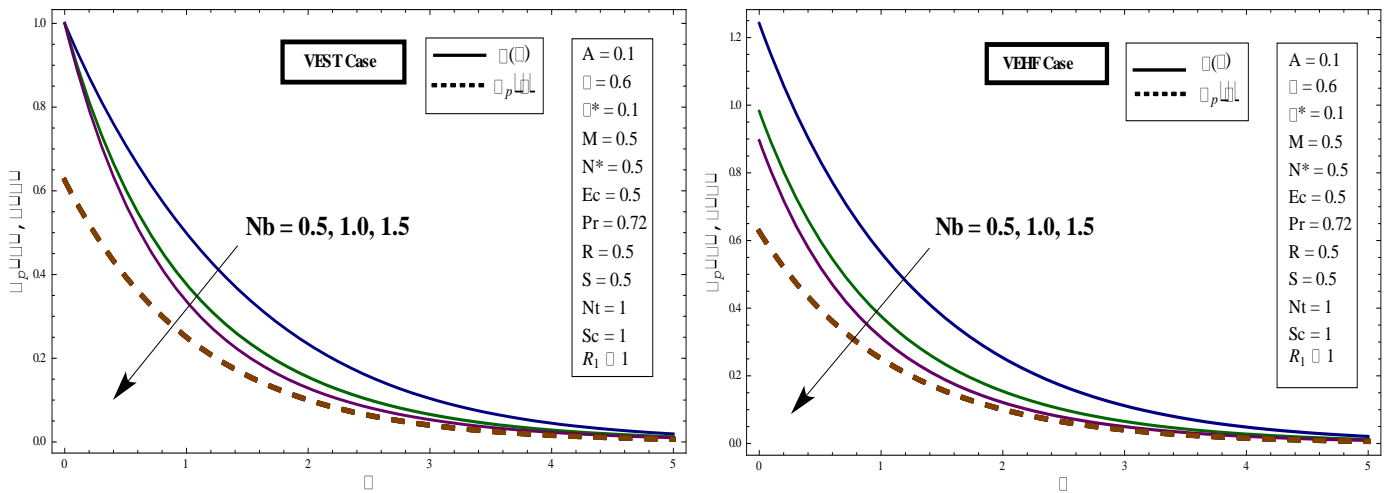 VEST Case
A = 0.1
▯ = 0.6
▯* = 0.1
M = 0.5
N* = 0.5
Ec = 0.5
Pr = 0.72
R = 0.5
S = 0.5
Nt = 1
Sc = 1
R₁ ▯ 1
Nb = 0.5, 1.0, 1.5
1.0
0.8
0.6
0.4
0.2
0.0
0 1 2 3 4 5
VEHF Case
A = 0.1
▯ = 0.6
▯* = 0.1
M = 0.5
N* = 0.5
Ec = 0.5
Pr = 0.72
R = 0.5
S = 0.5
Nt = 1
Sc = 1
R₁ ▯ 1
Nb = 0.5, 1.0, 1.5
1.2
1.0
0.8
0.6
0.4
0.2
0.0
0 1 2 3 4 5